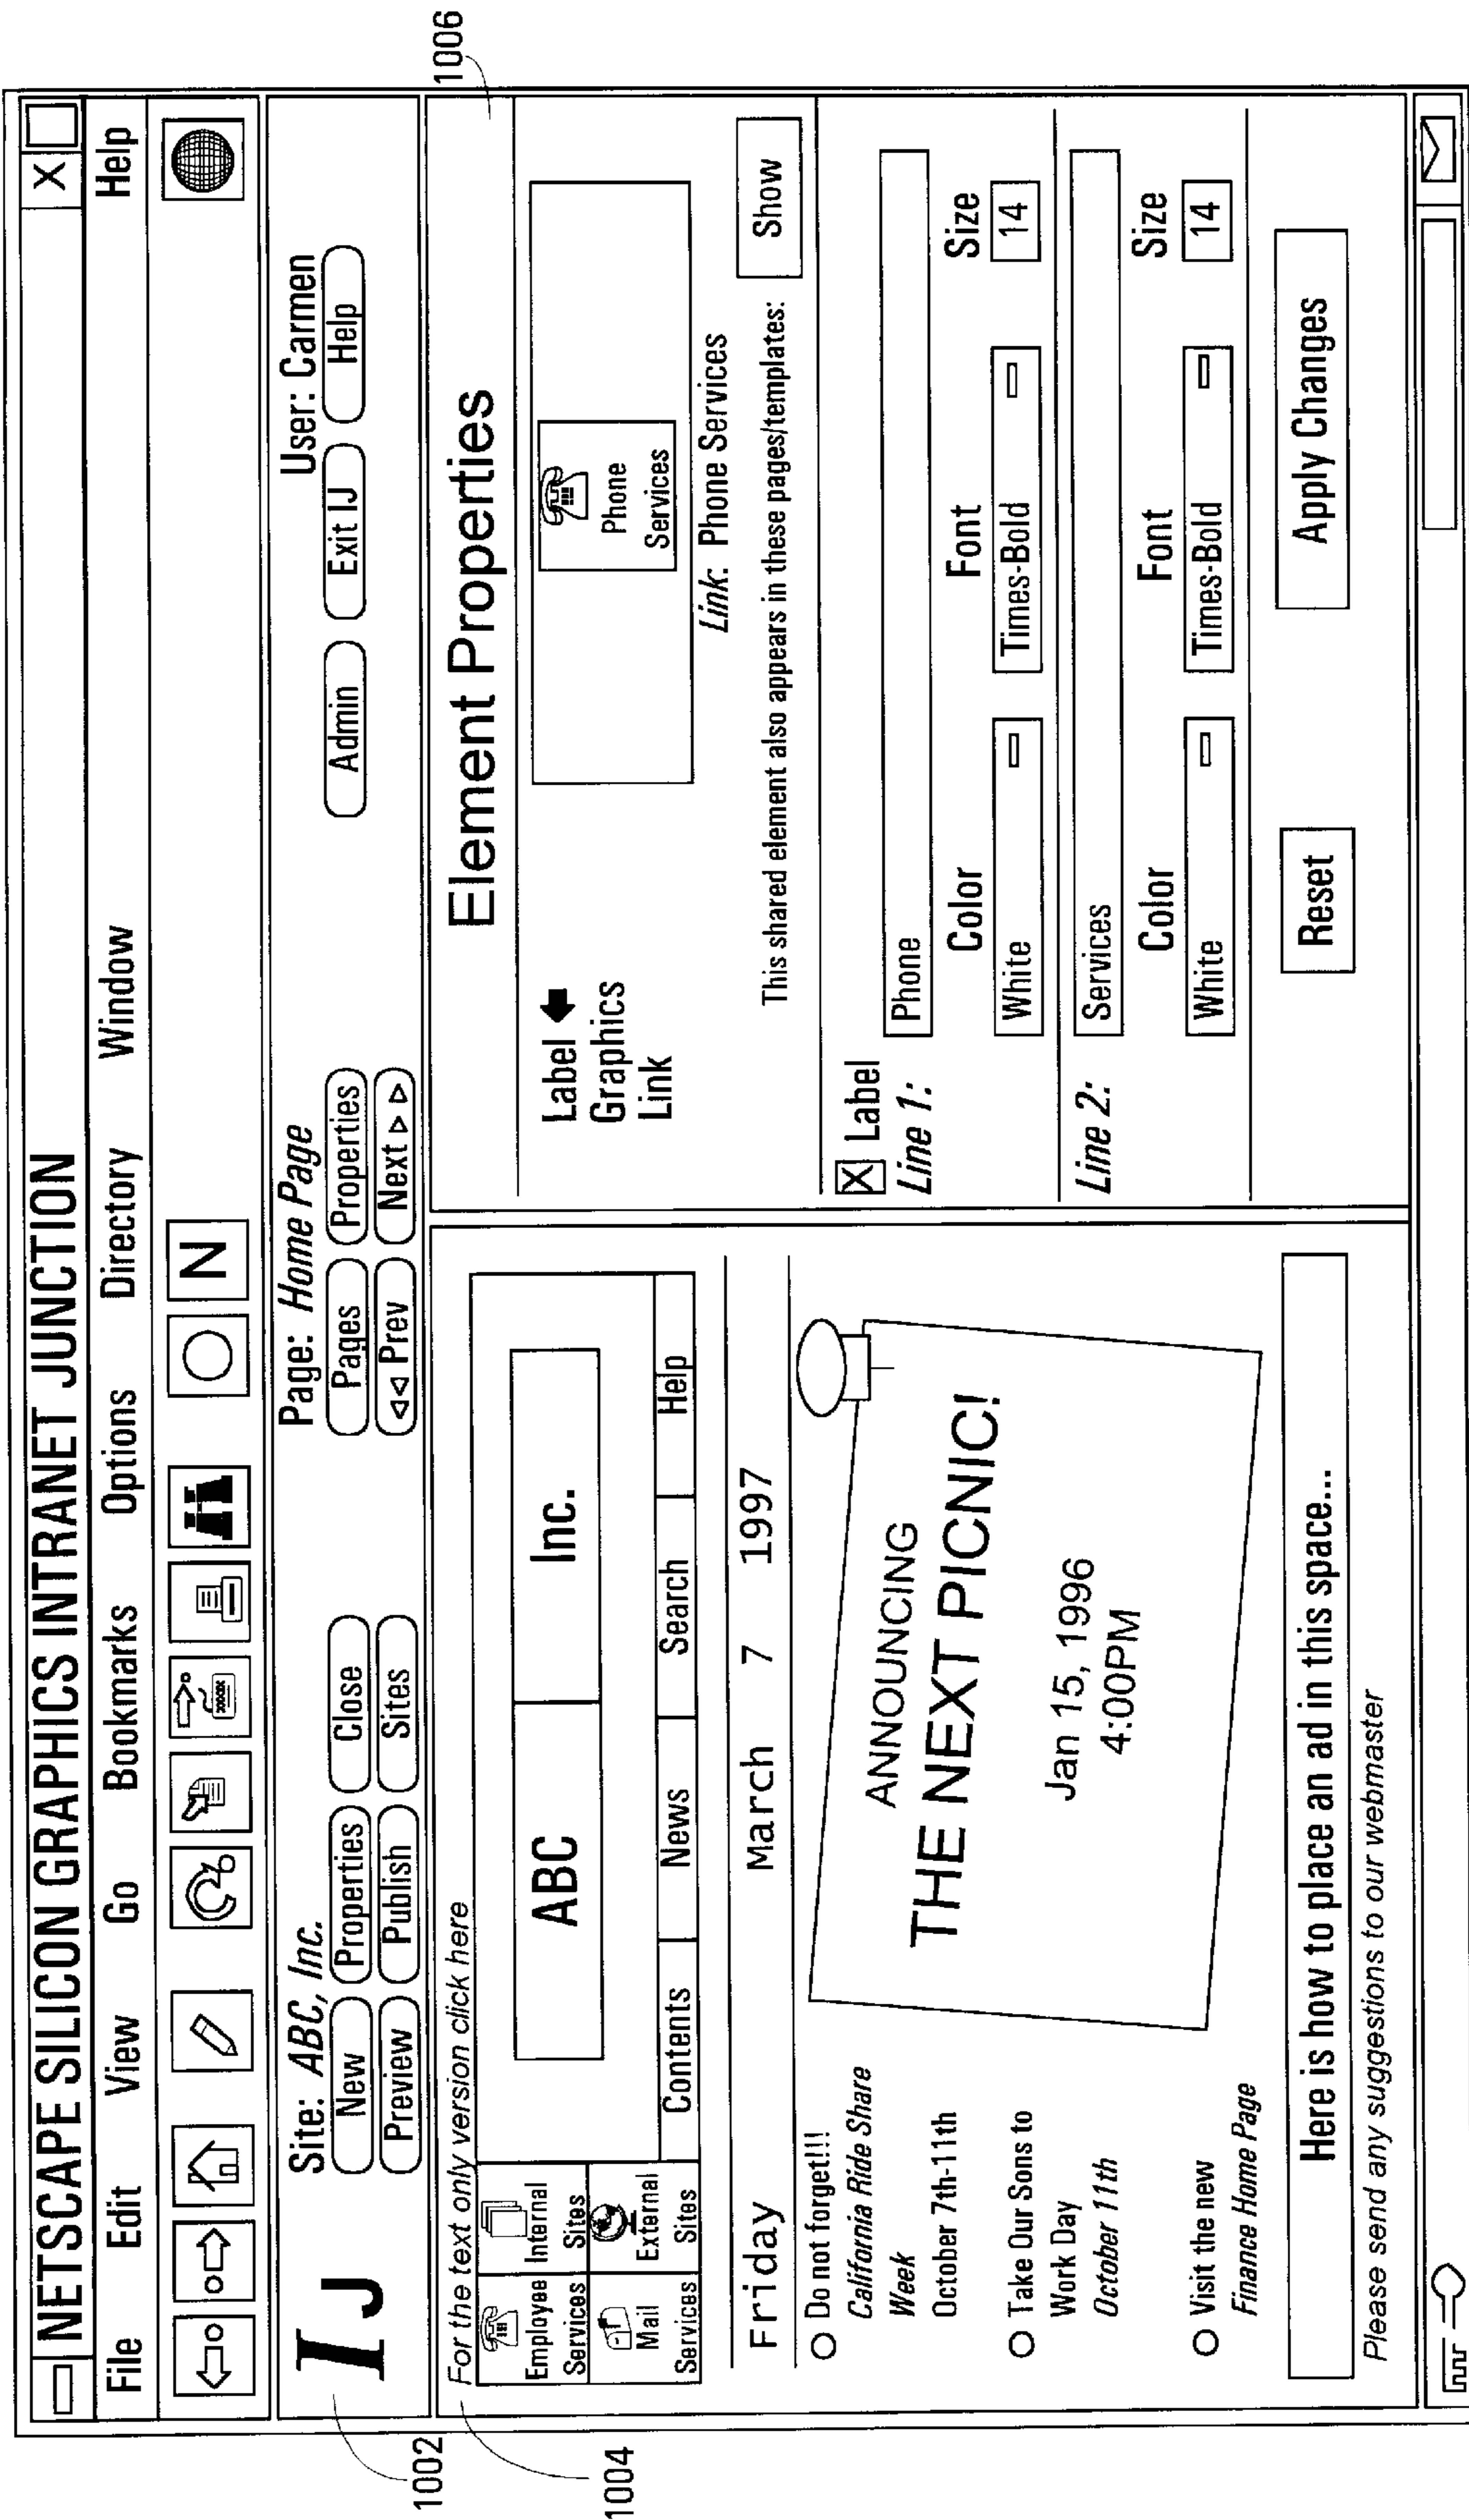 NETSCAPE SILICON GRAPHICS INTRANET JUNCTION X
File Edit View Go Bookmarks Options Directory Window Help
N
IJ
Site: ABC, Inc.
New Properties Close
Preview Publish Sites
Page: Home Page
Pages Properties
Prev Next
User: Carmen
Admin Exit IJ Help
1002
1004
1006
For the text only version click here
Employee Services
Internal Sites
Mail Services
External Sites
ABC Inc.
Contents News Search Help
Friday March 7 1997
Do not forget!!!
California Ride Share
Week
October 7th-11th
Take Our Sons to
Work Day
October 11th
Visit the new
Finance Home Page
ANNOUNCING
THE NEXT PICNIC!
Jan 15, 1996
4:00PM
Here is how to place an ad in this space...
Please send any suggestions to our webmaster
Element Properties
Label
Graphics
Link
Phone
Services
Link: Phone Services
This shared element also appears in these pages/templates: Show
X Label
Line 1: Phone
Color Font Size
White Times-Bold 14
Line 2: Services
Color Font Size
White Times-Bold 14
Reset Apply Changes